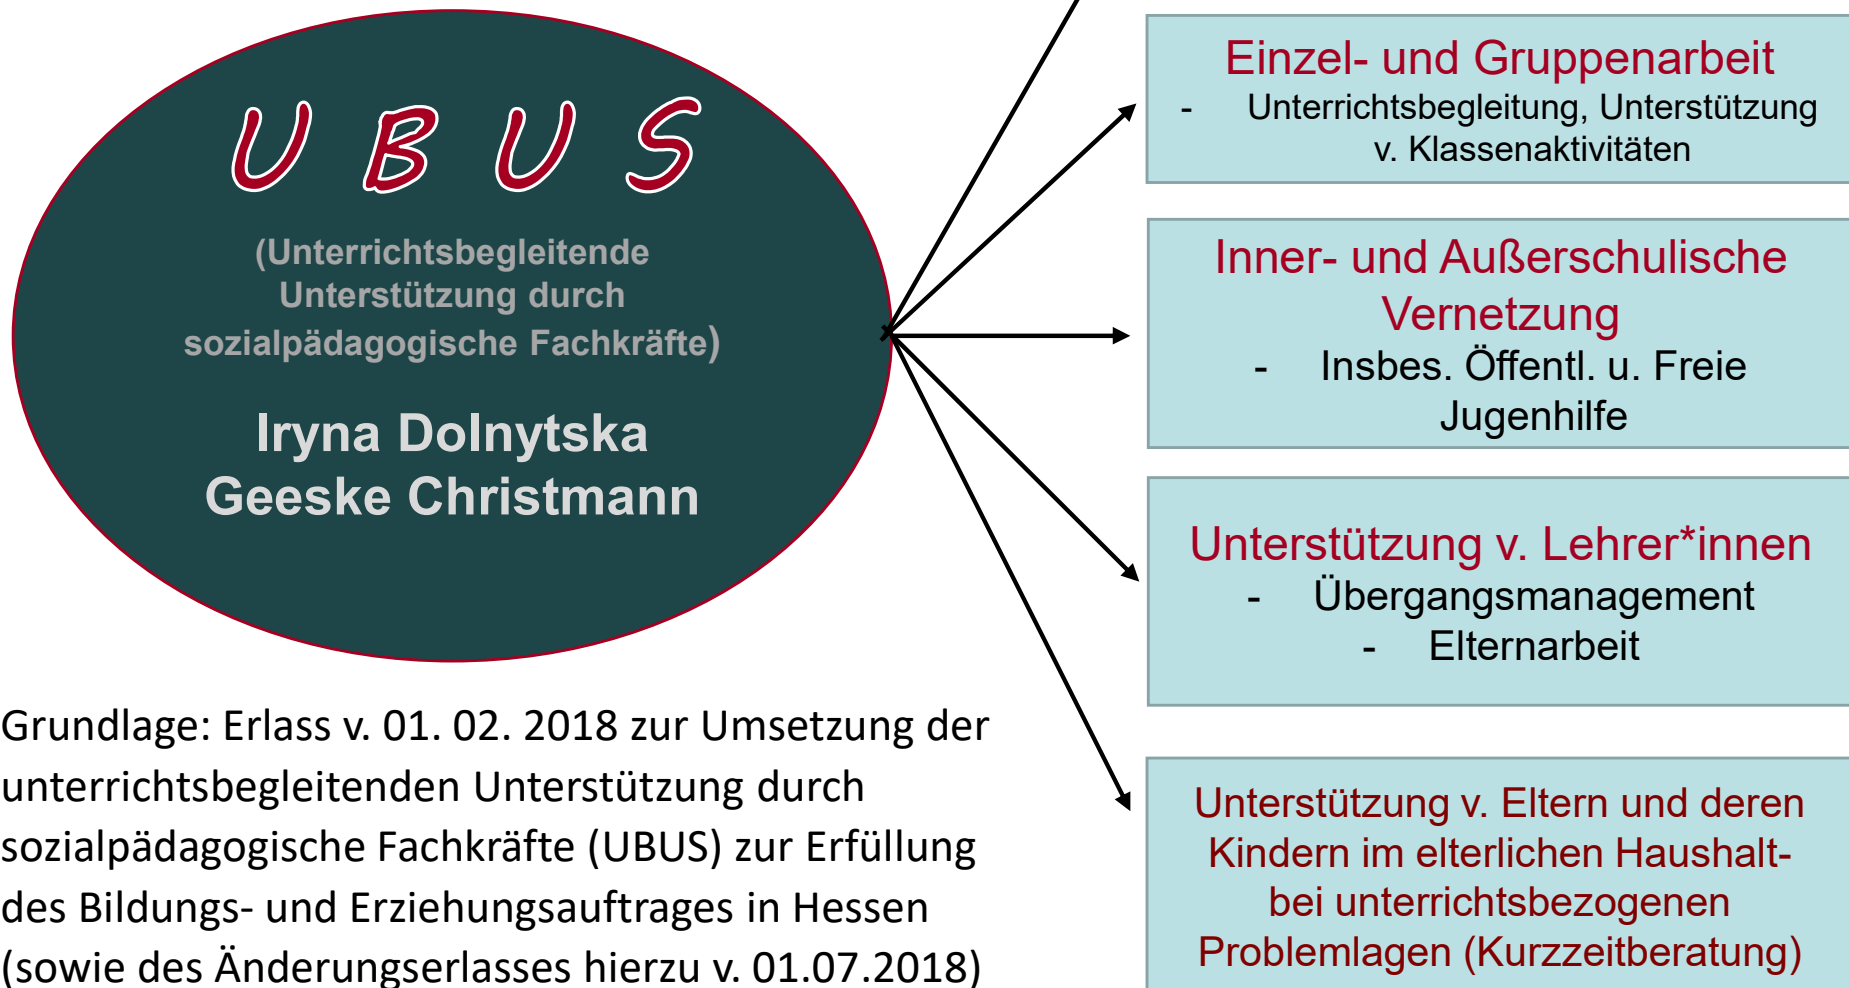 U B U S
(Unterrichtsbegleitende
Unterstützung durch
sozialpädagogische Fachkräfte)
Iryna Dolnytska
Geeske Christmann
Grundlage: Erlass v. 01. 02. 2018 zur Umsetzung der
unterrichtsbegleitenden Unterstützung durch
sozialpädagogische Fachkräfte (UBUS) zur Erfüllung
des Bildungs- und Erziehungsauftrages in Hessen
(sowie des Änderungserlasses hierzu v. 01.07.2018)
Einzel- und Gruppenarbeit
- Unterrichtsbegleitung, Unterstützung
v. Klassenaktivitäten
Inner- und Außerschulische
Vernetzung
- Insbes. Öffentl. u. Freie
Jugenhilfe
Unterstützung v. Lehrer*innen
- Übergangsmanagement
- Elternarbeit
Unterstützung v. Eltern und deren
Kindern im elterlichen Haushalt-
bei unterrichtsbezogenen
Problemlagen (Kurzzeitberatung)